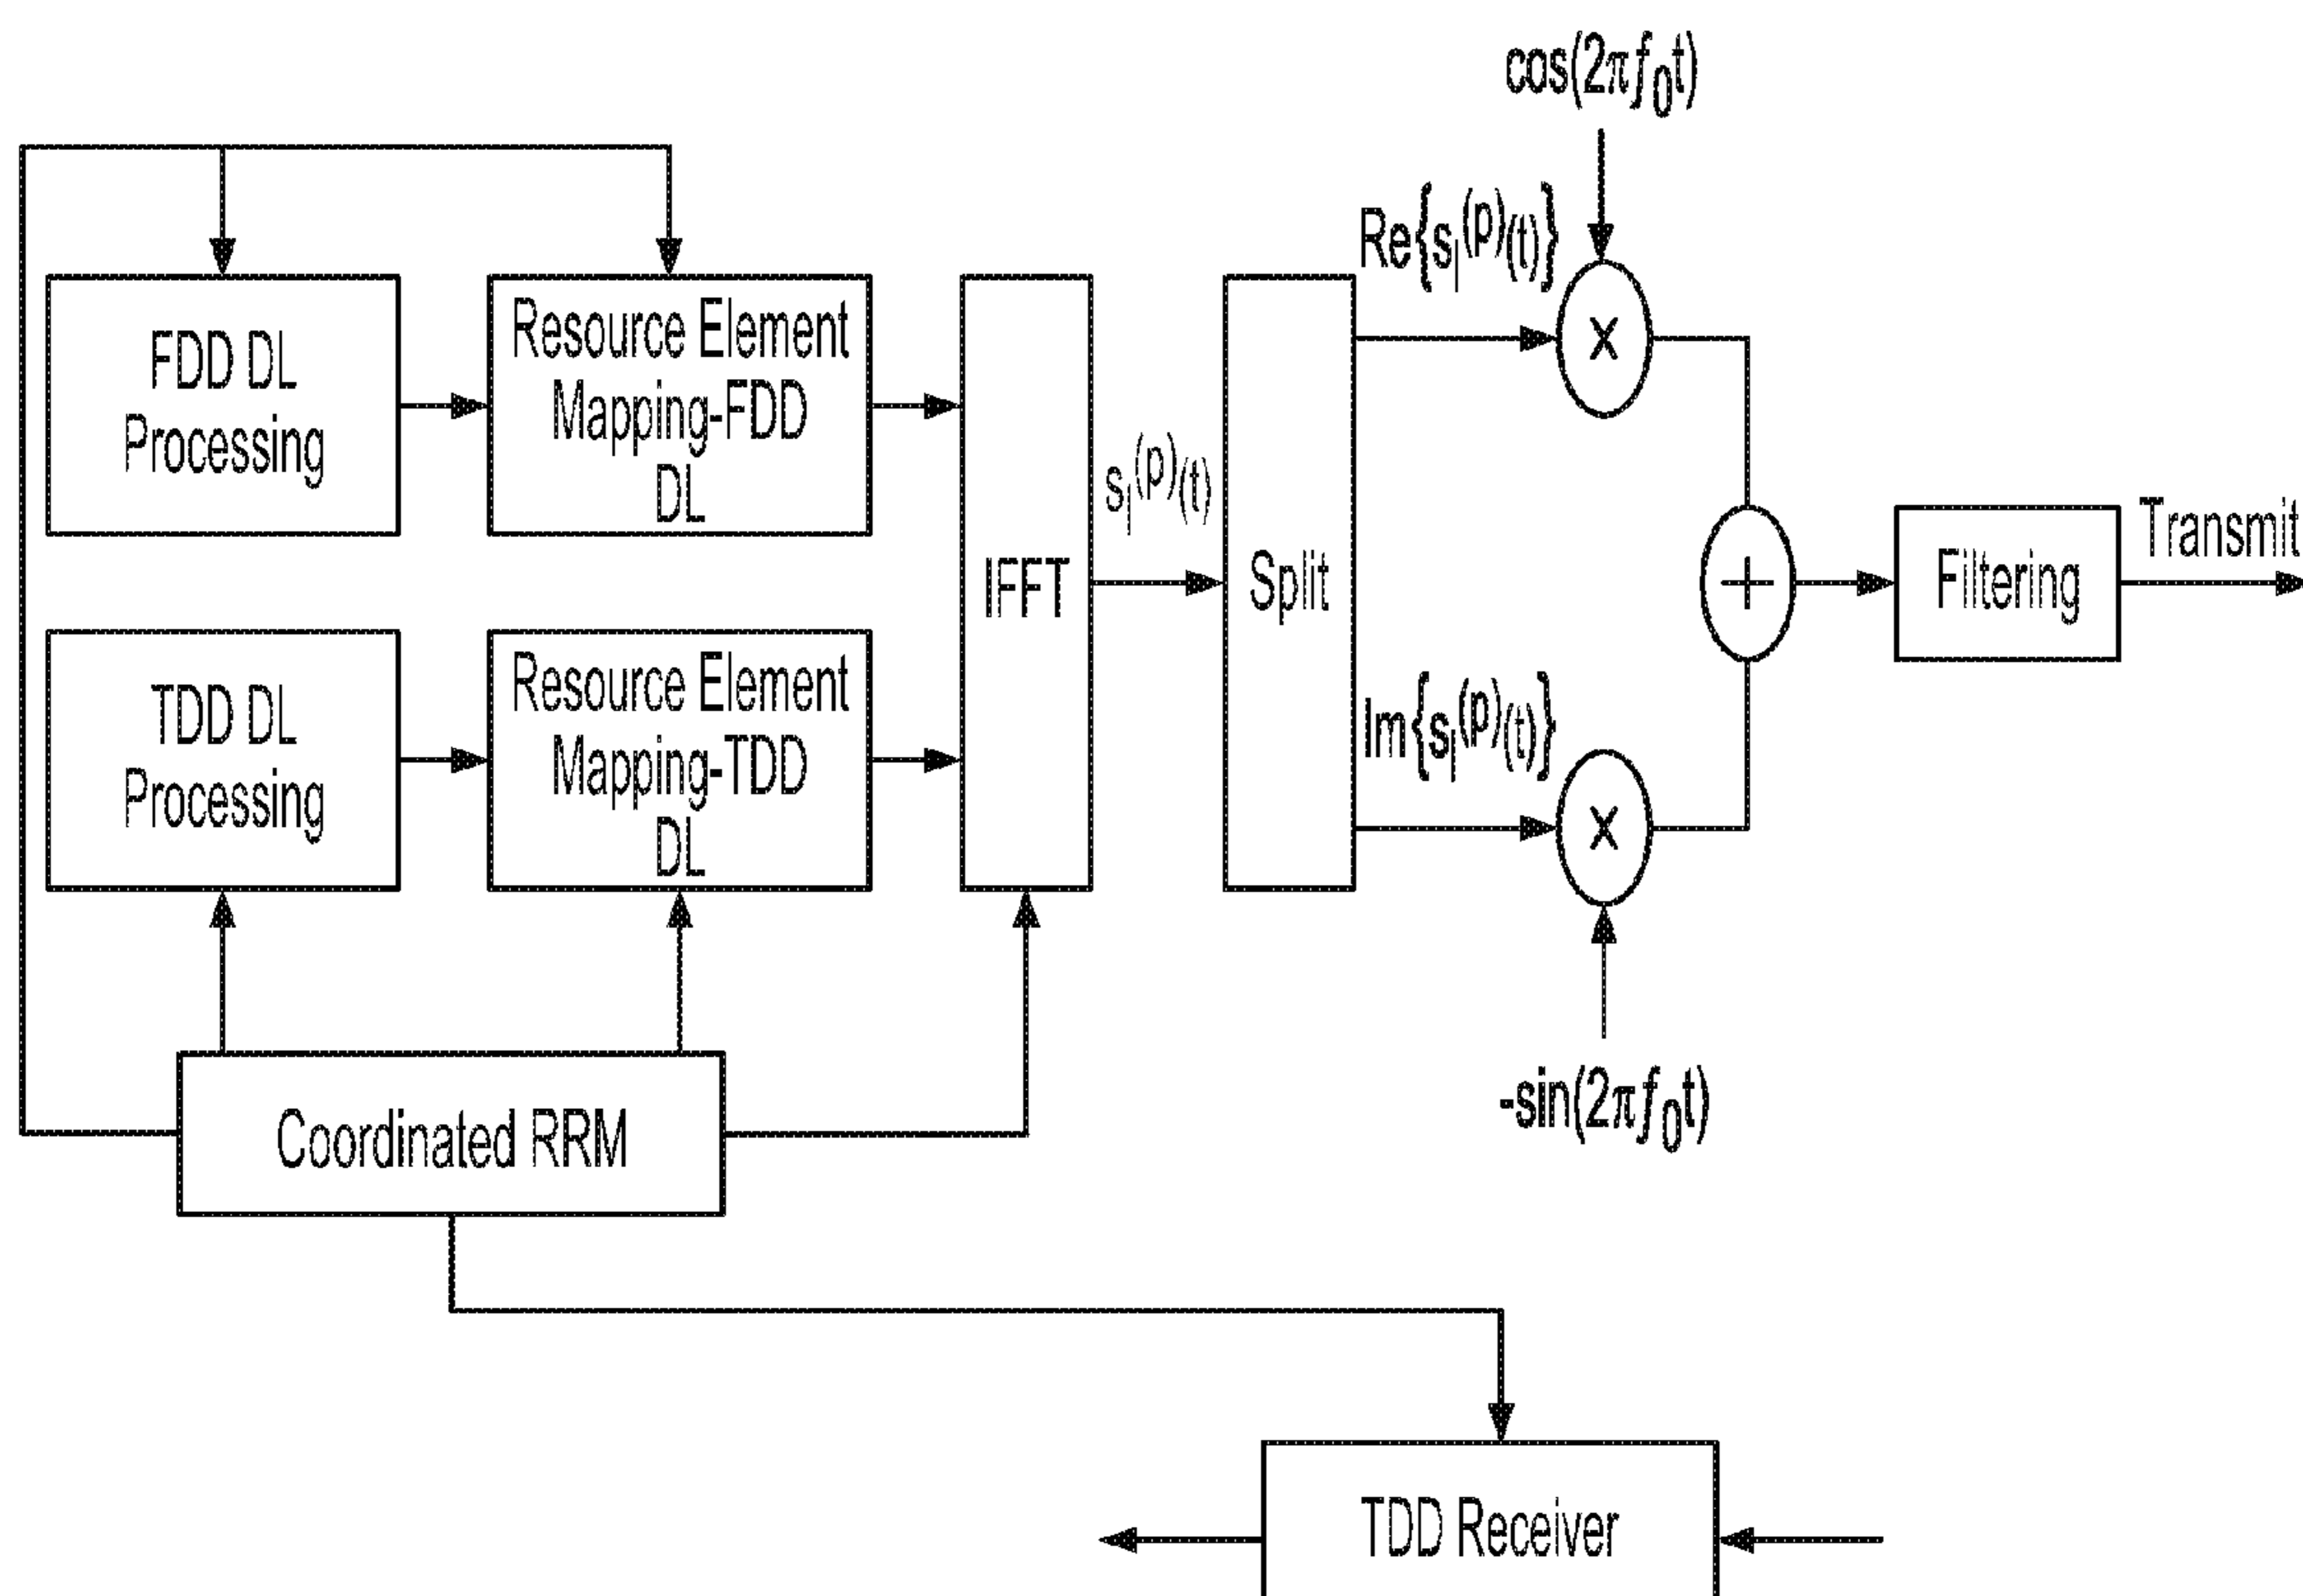 cos(2πf₀t)
Re{sₗ⁽ᵖ⁾(t)}
FDD DL
Processing
Resource Element
Mapping-FDD
DL
sₗ⁽ᵖ⁾(t)
IFFT
Split
+
Filtering
Transmit
TDD DL
Processing
Resource Element
Mapping-TDD
DL
Im{sₗ⁽ᵖ⁾(t)}
X
X
-sin(2πf₀t)
Coordinated RRM
TDD Receiver